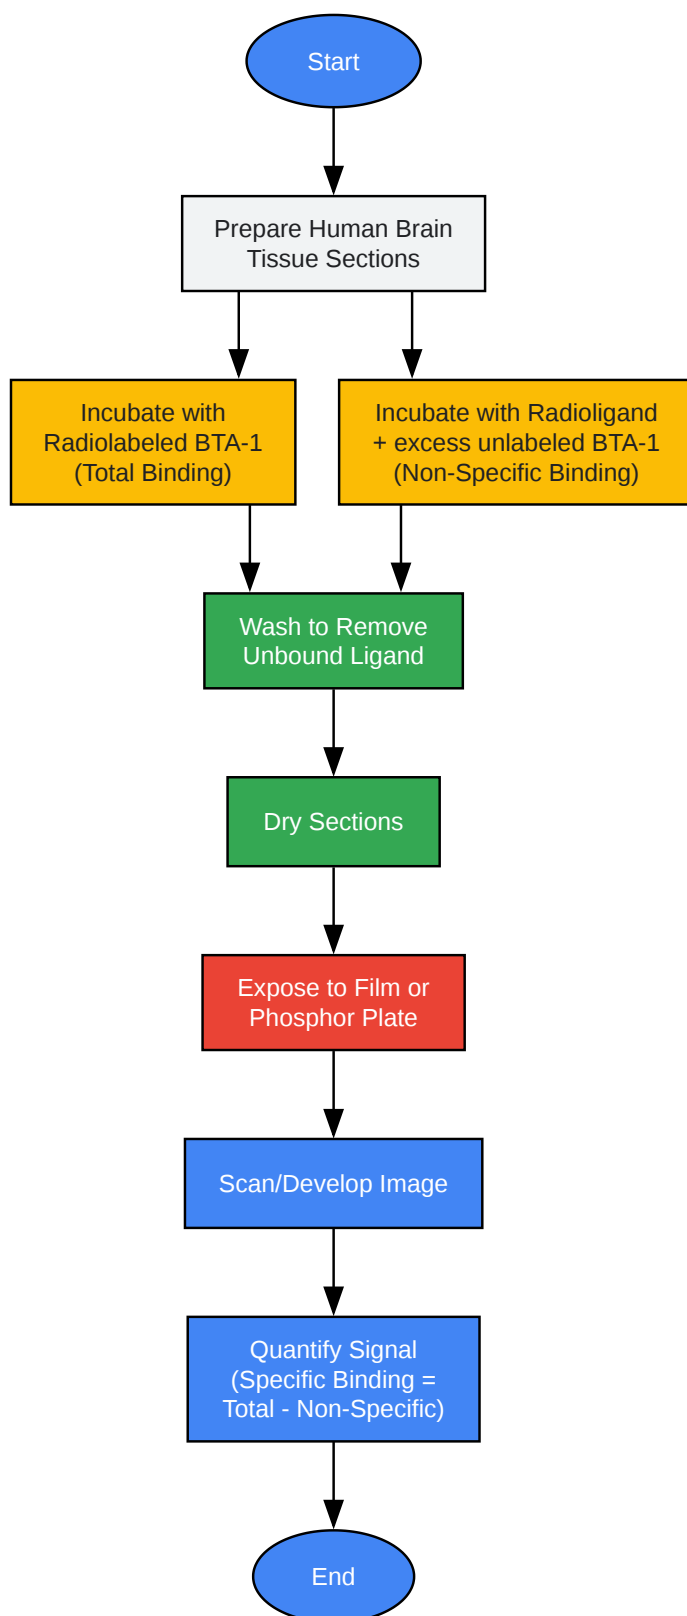 Start
Prepare Human Brain
Tissue Sections
Incubate with
Radiolabeled BTA-1
(Total Binding)
Incubate with Radioligand
+ excess unlabeled BTA-1
(Non-Specific Binding)
Wash to Remove
Unbound Ligand
Dry Sections
Expose to Film or
Phosphor Plate
Scan/Develop Image
Quantify Signal
(Specific Binding =
Total - Non-Specific)
End